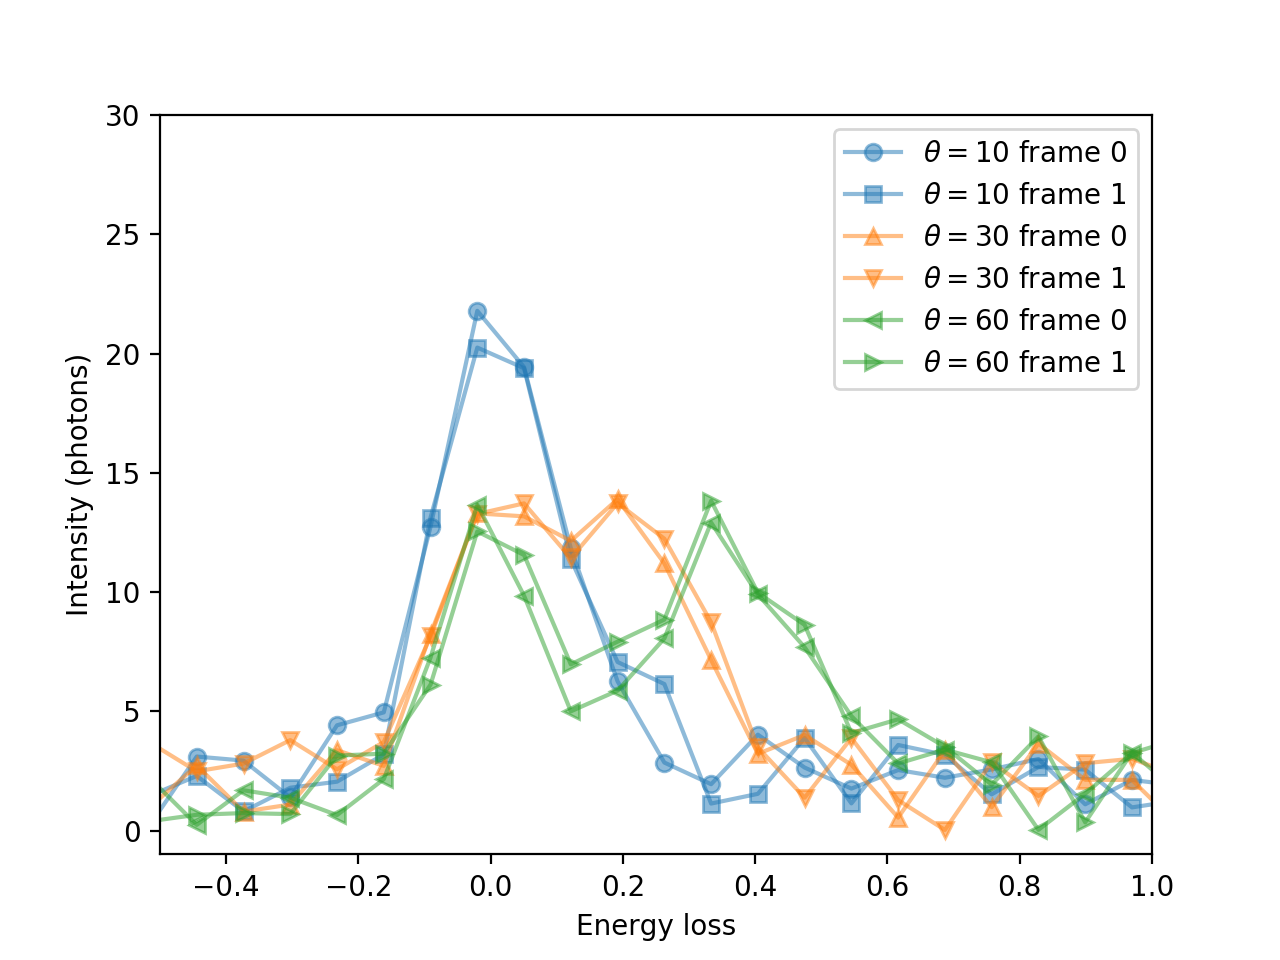 30
25
20
15
10
5
0
Intensity (photons)
θ = 10 frame 0
θ = 10 frame 1
θ = 30 frame 0
θ = 30 frame 1
θ = 60 frame 0
θ = 60 frame 1
−0.4 −0.2 0.0 0.2 0.4 0.6 0.8 1.0
Energy loss